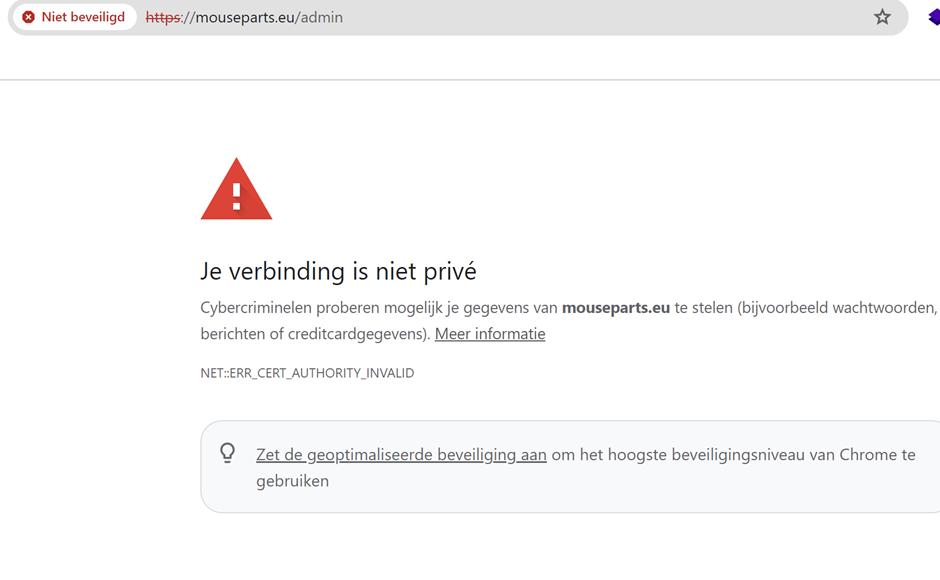 Niet beveiligd https://mouseparts.eu/admin
Je verbinding is niet privé
Cybercriminelen proberen mogelijk je gegevens van mouseparts.eu te stelen (bijvoorbeeld wachtwoorden,
berichten of creditcardgegevens). Meer informatie
NET::ERR_CERT_AUTHORITY_INVALID
Zet de geoptimaliseerde beveiliging aan om het hoogste beveiligingsniveau van Chrome te
gebruiken